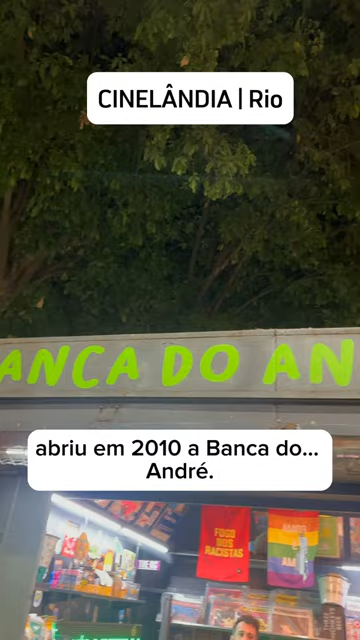 CINELÂNDIA | Rio
ANCA DO AN
abriu em 2010 a Banca do...
André.
FOGO
NOS
RACISTAS